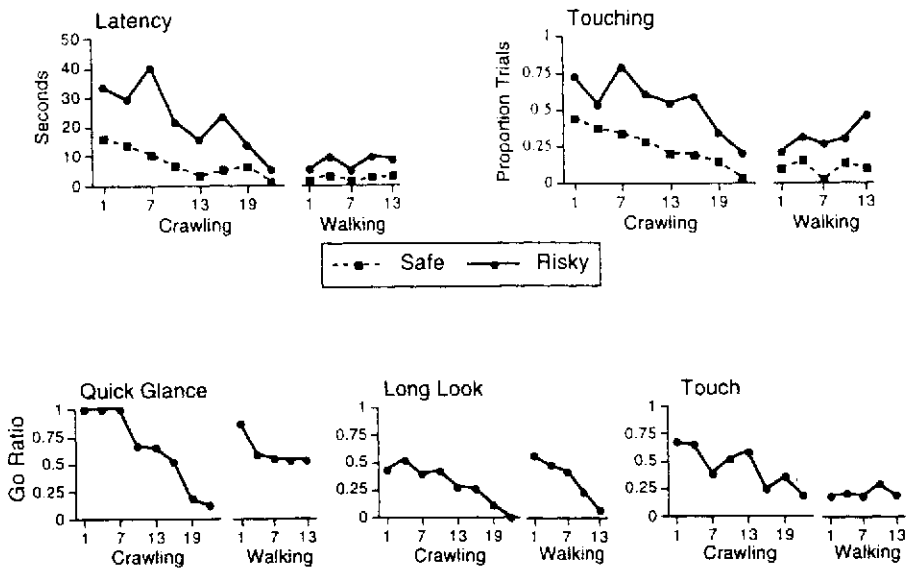 Latency
Seconds
50
40
30
20
10
0
1 7 13 19
Crawling
1 7 13
Walking
Touching
Proportion Trials
1
0.75
0.5
0.25
0
1 7 13 19
Crawling
1 7 13
Walking
Safe Risky
Quick Glance
Go Ratio
1
0.75
0.5
0.25
0
1 7 13 19
Crawling
1 7 13
Walking
Long Look
1
0.75
0.5
0.25
0
1 7 13 19
Crawling
1 7 13
Walking
Touch
1
0.75
0.5
0.25
0
1 7 13 19
Crawling
1 7 13
Walking